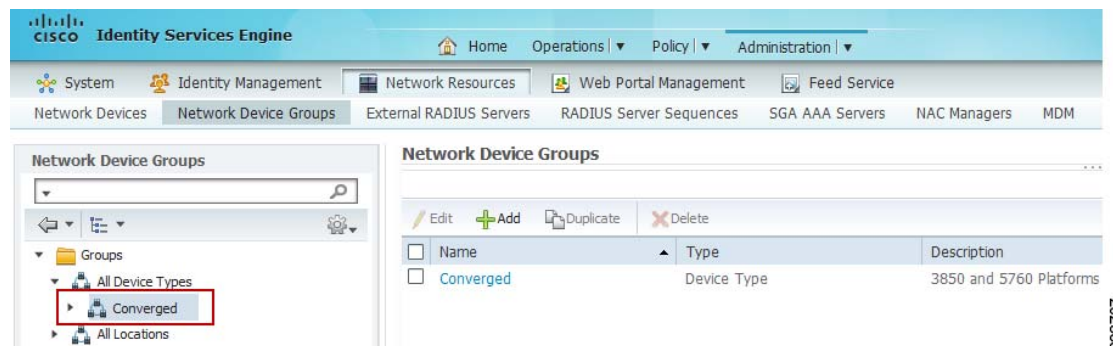 cisco Identity Services Engine
Home Operations Policy Administration
System Identity Management Network Resources Web Portal Management Feed Service
Network Devices Network Device Groups External RADIUS Servers RADIUS Server Sequences SGA AAA Servers NAC Managers MDM
Network Device Groups
Groups
All Device Types
Converged
All Locations
Network Device Groups
Edit Add Duplicate Delete
Name Type Description
Converged Device Type 3850 and 5760 Platforms